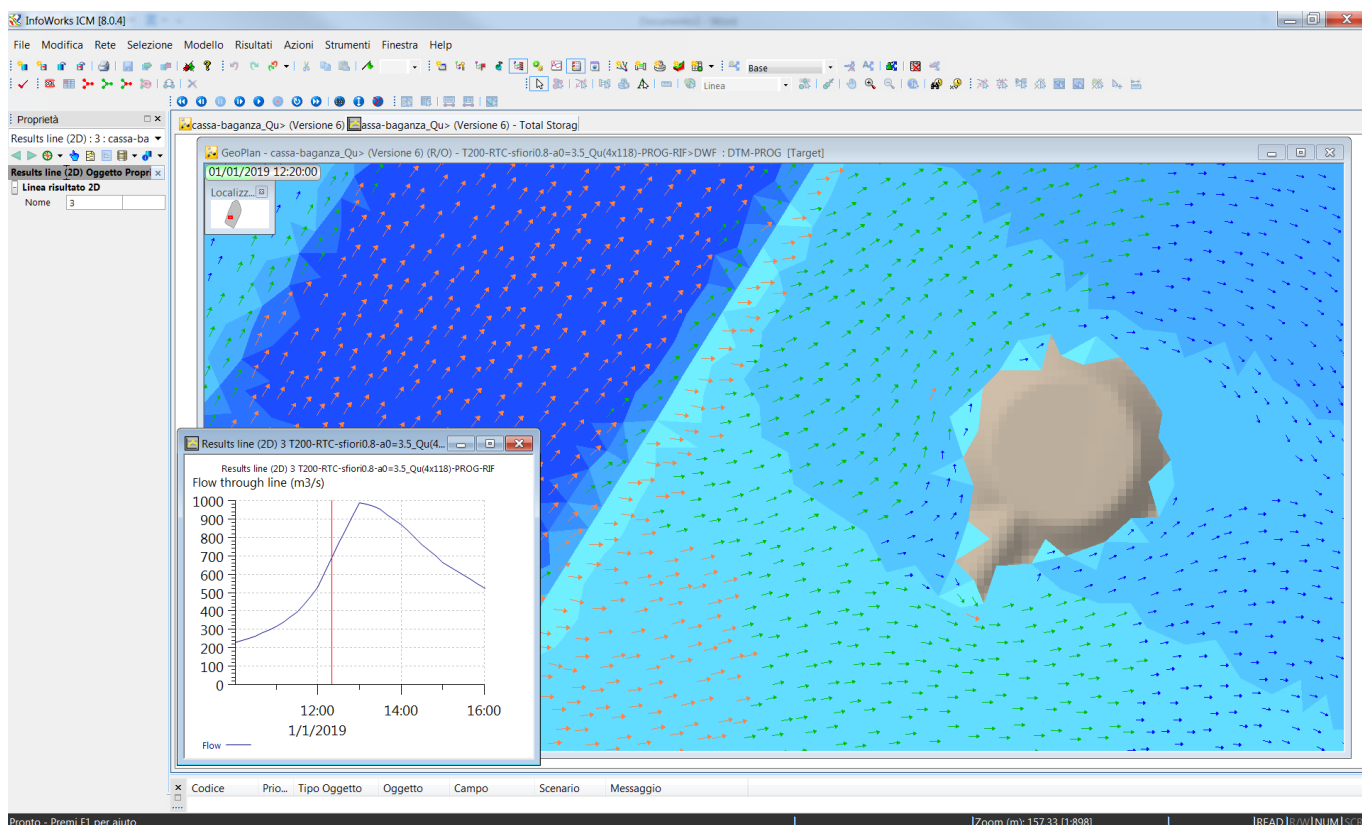 InfoWorks ICM [8.0.4]
File Modifica Rete Selezione Modello Risultati Azioni Strumenti Finestra Help
Base
Linea
Proprietà
Results line (2D) : 3 : cassa-ba
Results line (2D) Oggetto Propri
Linea risultato 2D
Nome 3
cassa-baganza_Qu> (Versione 6) assa-baganza_Qu> (Versione 6) - Total Storag
GeoPlan - cassa-baganza_Qu> (Versione 6) (R/O) - T200-RTC-sfiori0.8-a0=3.5_Qu(4x118)-PROG-RIF>DWF : DTM-PROG [Target]
01/01/2019 12:20:00
Localizz...
Results line (2D) 3 T200-RTC-sfiori0.8-a0=3.5_Qu(4...
Results line (2D) 3 T200-RTC-sfiori0.8-a0=3.5_Qu(4x118)-PROG-RIF
Flow through line (m3/s)
1000
900
800
700
600
500
400
300
200
100
0
12:00 14:00 16:00
1/1/2019
Flow
Codice Prio... Tipo Oggetto Oggetto Campo Scenario Messaggio
Pronto - Premi F1 per aiuto Zoom (m): 157.33 [1:898] READ R/W NUM SCR